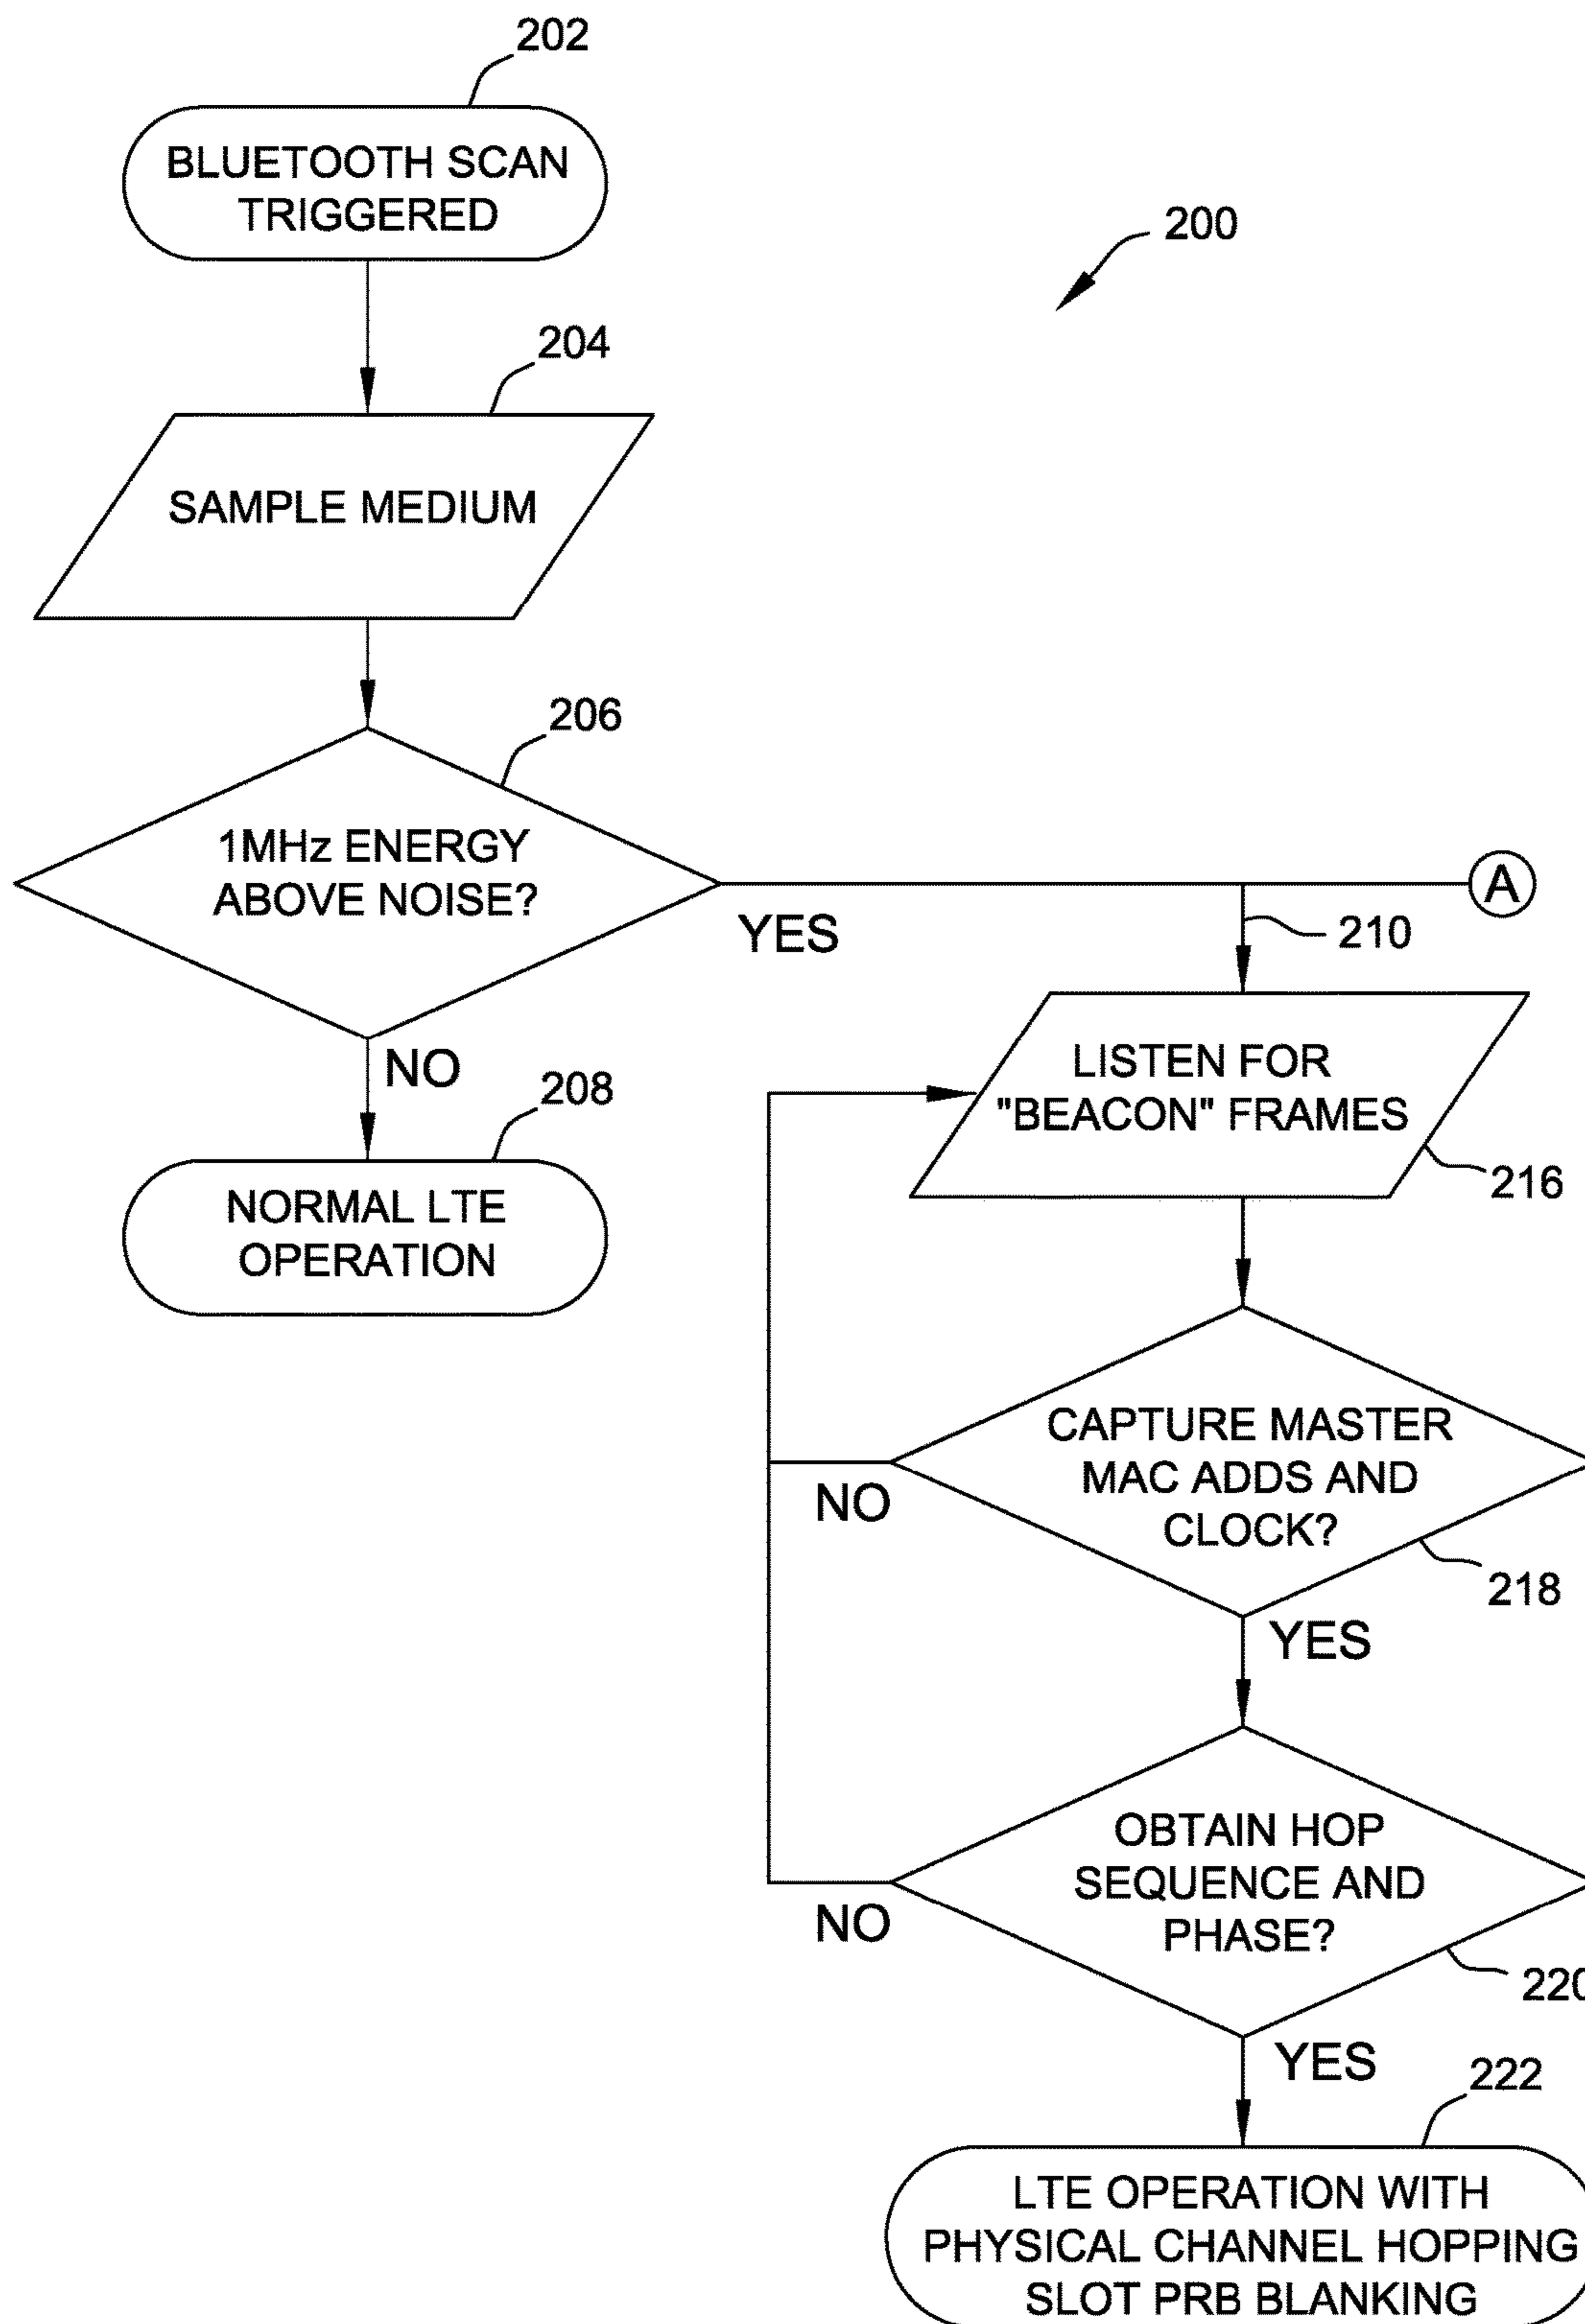 202
BLUETOOTH SCAN
TRIGGERED
200
204
SAMPLE MEDIUM
206
1MHz ENERGY
ABOVE NOISE?
YES
A
210
NO
208
NORMAL LTE
OPERATION
LISTEN FOR
"BEACON" FRAMES
216
CAPTURE MASTER
MAC ADDS AND
CLOCK?
NO
218
YES
OBTAIN HOP
SEQUENCE AND
PHASE?
NO
220
YES
222
LTE OPERATION WITH
PHYSICAL CHANNEL HOPPING
SLOT PRB BLANKING